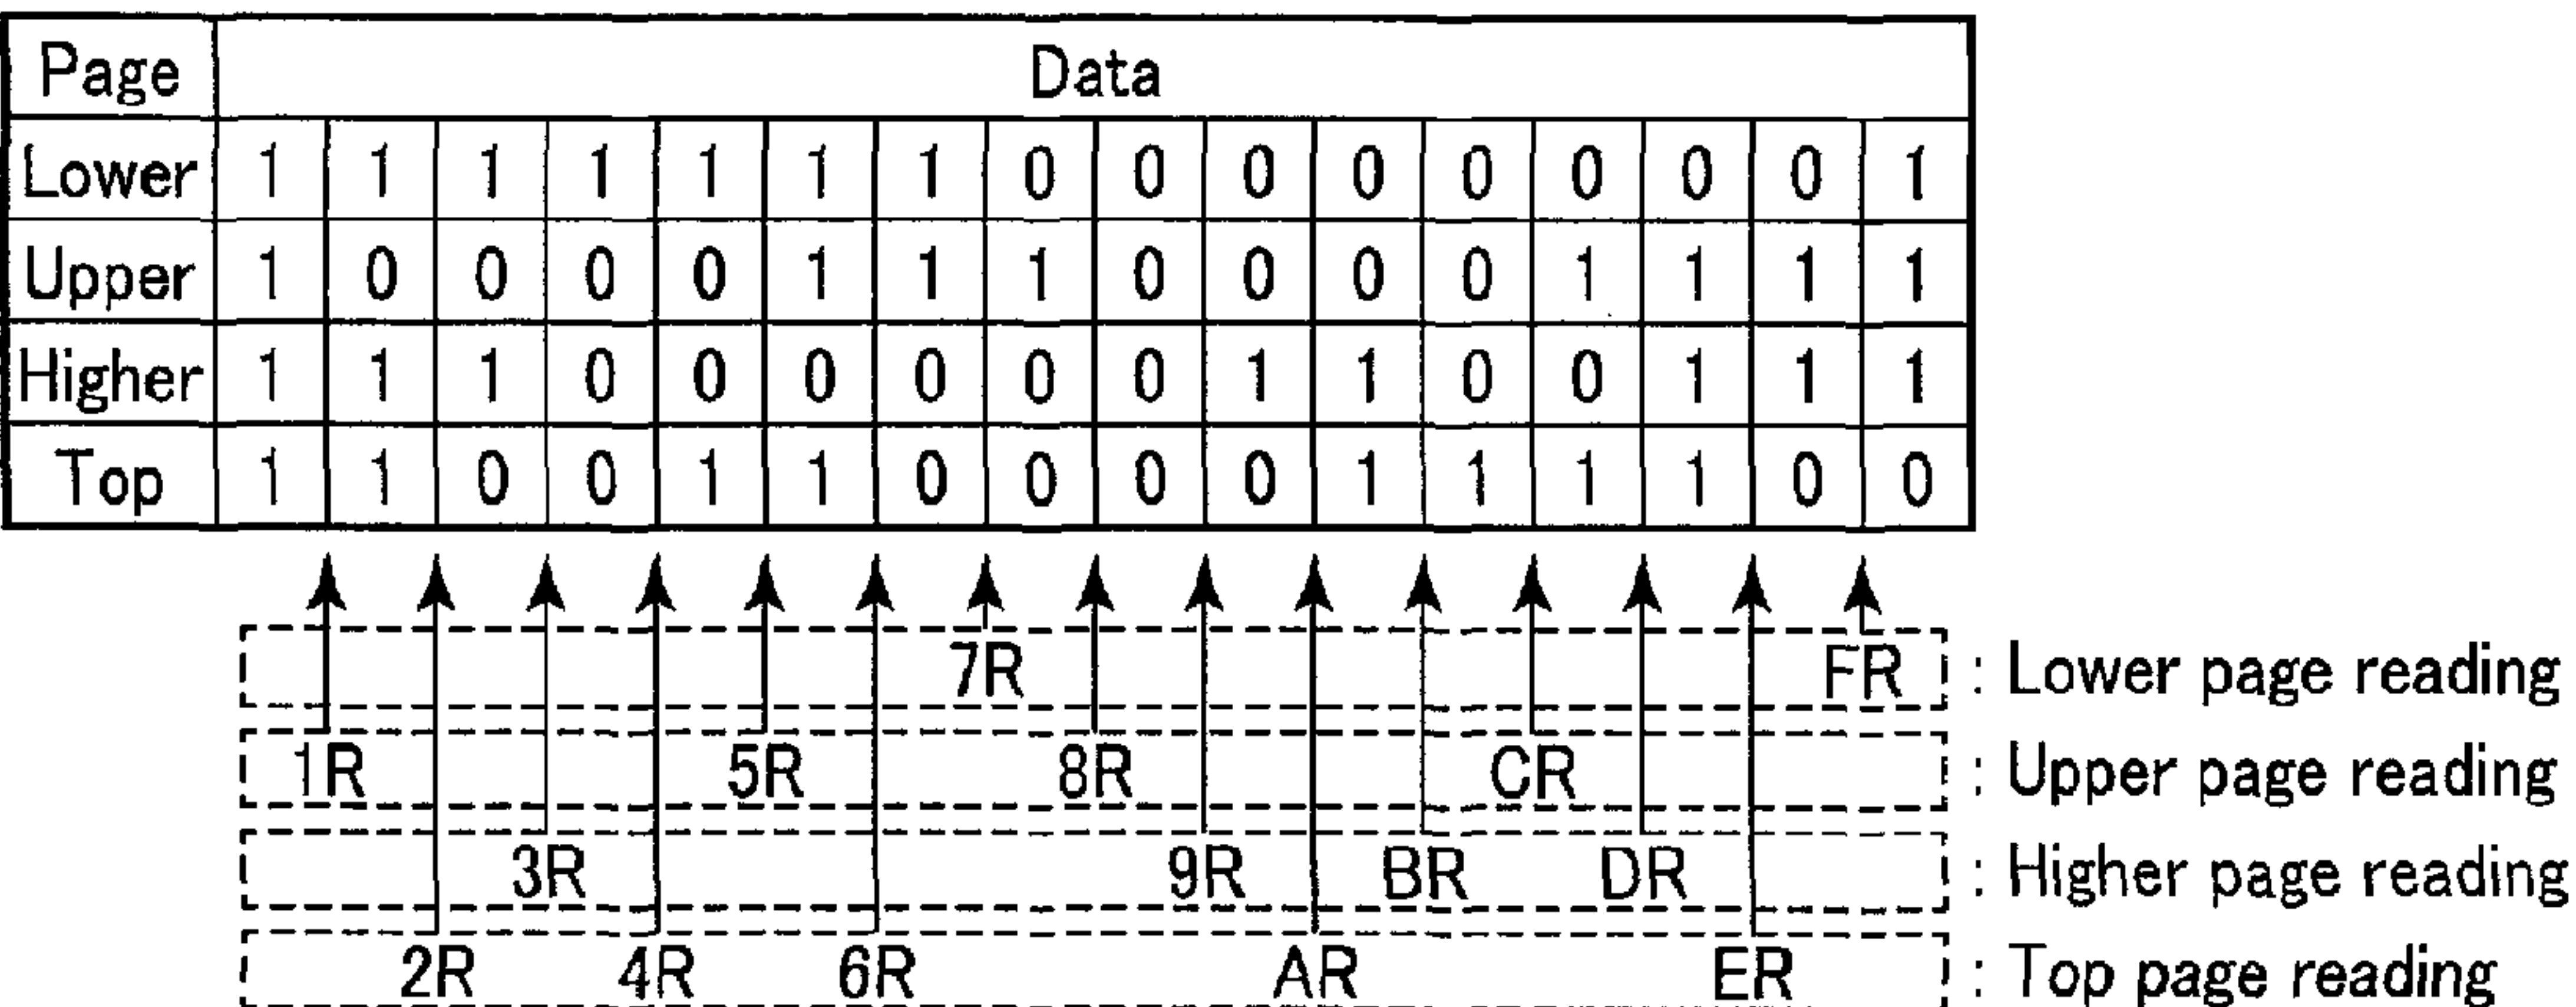 Page Data
Lower 1 1 1 1 1 1 1 0 0 0 0 0 0 0 0 1
Upper 1 0 0 0 0 1 1 1 0 0 0 0 1 1 1 1
Higher 1 1 1 0 0 0 0 0 0 1 1 0 0 1 1 1
Top 1 1 0 0 1 1 0 0 0 0 1 1 1 1 0 0
7R FR : Lower page reading
1R 5R 8R CR : Upper page reading
3R 9R BR DR : Higher page reading
2R 4R 6R AR ER : Top page reading